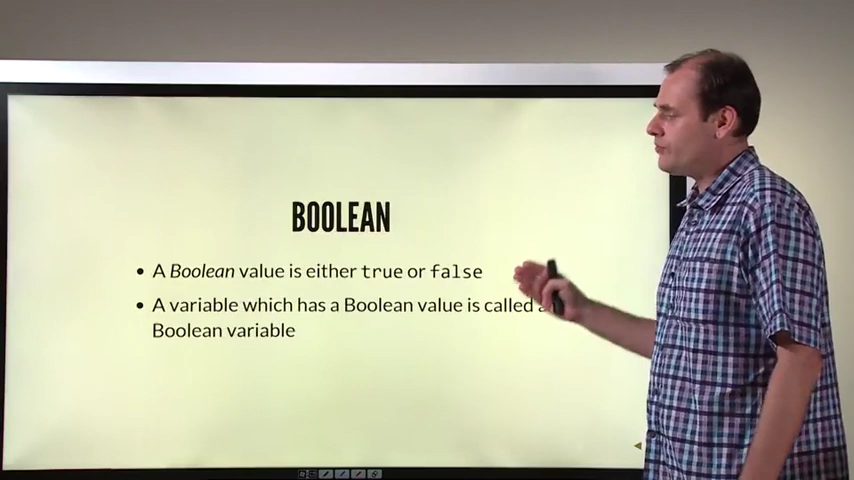 BOOLEAN
• A Boolean value is either true or false
• A variable which has a Boolean value is called a
Boolean variable